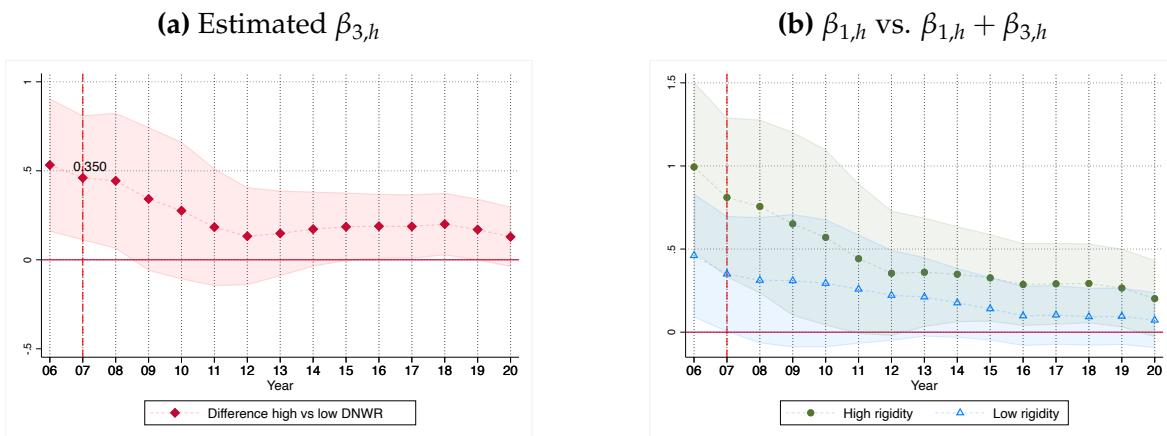 (a) Estimated β3,h
1
.5
0
-.5
0.350
06 07 08 09 10 11 12 13 14 15 16 17 18 19 20
Year
Difference high vs low DNWR
(b) β1,h vs. β1,h + β3,h
1.5
1
.5
0
06 07 08 09 10 11 12 13 14 15 16 17 18 19 20
Year
High rigidity Low rigidity